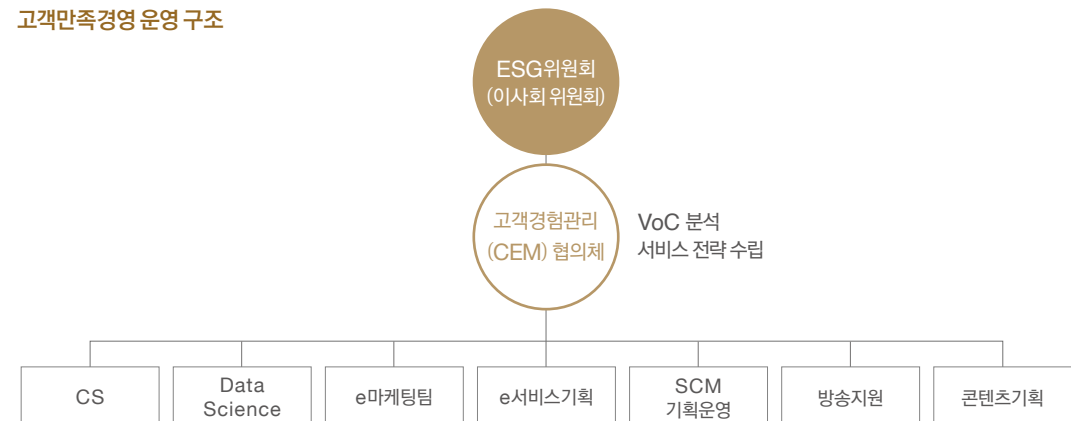 고객만족경영 운영 구조
ESG위원회
(이사회 위원회)
고객경험관리
(CEM) 협의체
VoC 분석
서비스 전략 수립
CS
Data
Science
e마케팅팀
e서비스기획
SCM
기획운영
방송지원
콘텐츠기획